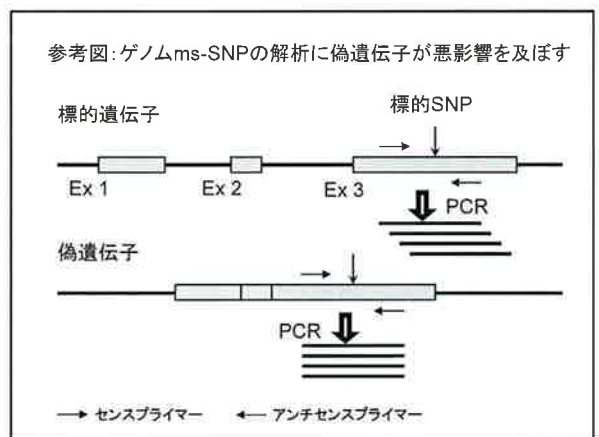 参考図：ゲノムms-SNPの解析に偽遺伝子が悪影響を及ぼす
標的遺伝子
標的SNP
Ex 1
Ex 2
Ex 3
PCR
偽遺伝子
PCR
センスプライマー
アンチセンスプライマー